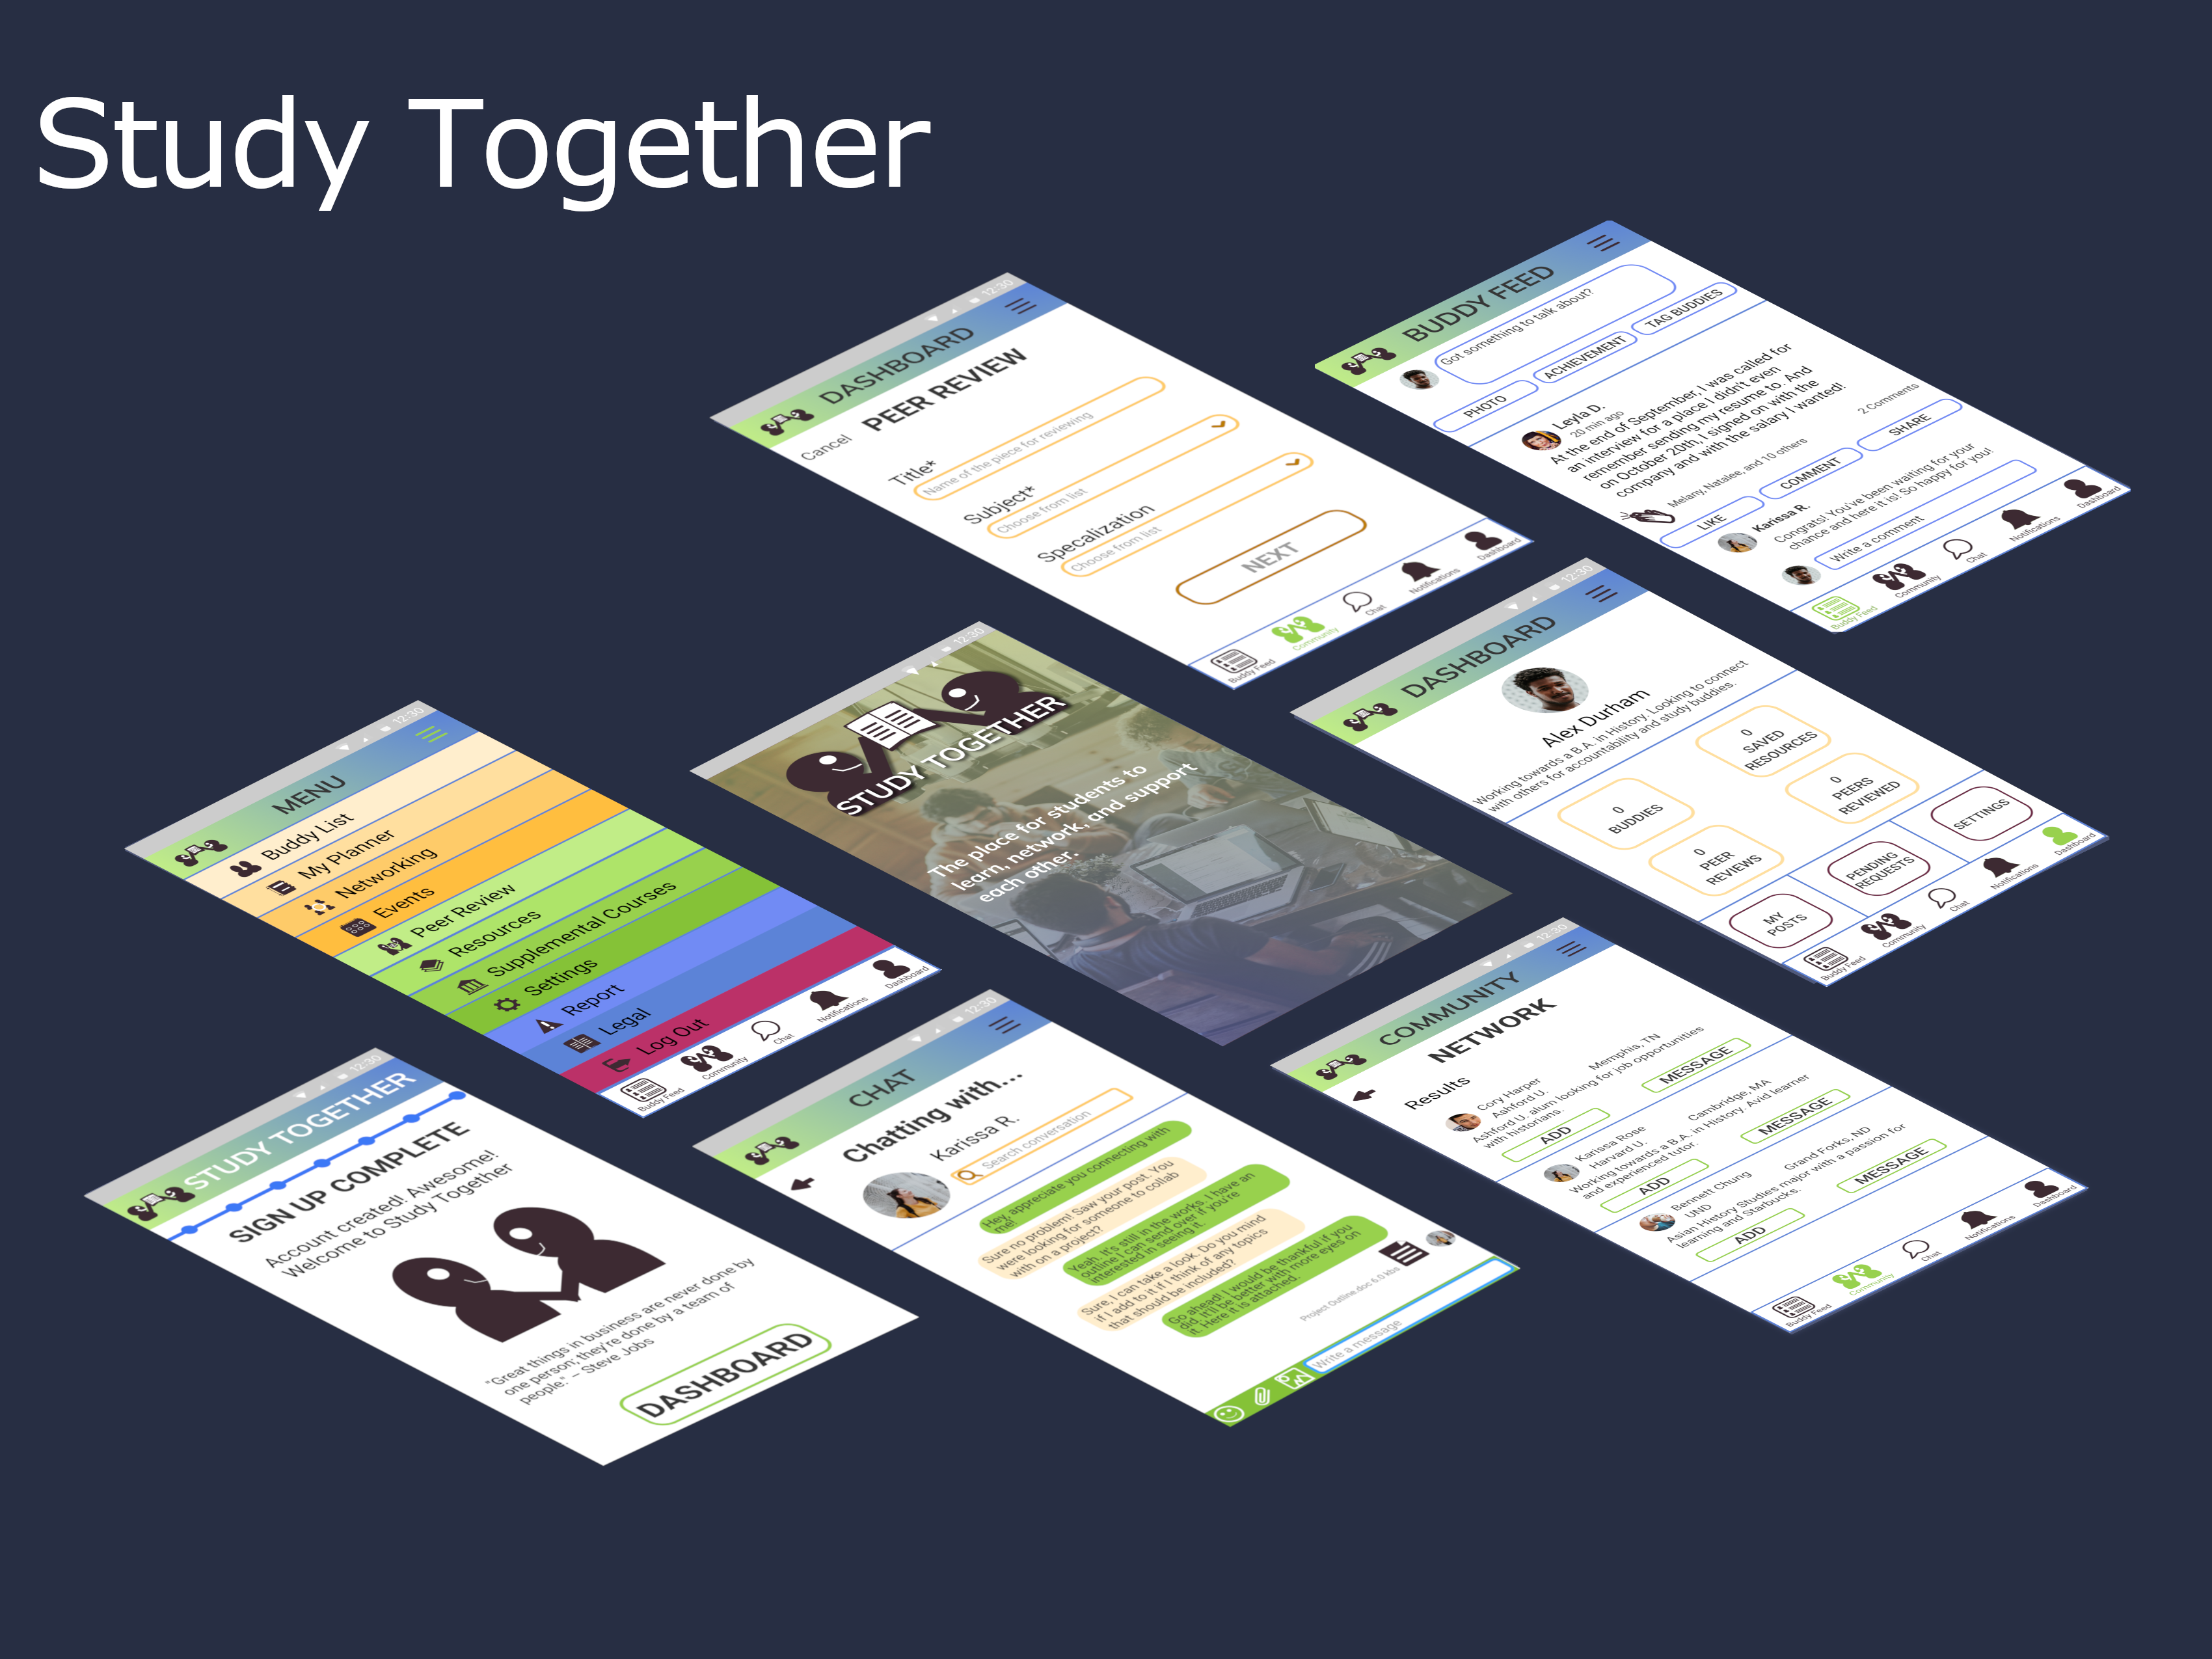 Study Together
12:30
DASHBOARD
Cancel
PEER REVIEW
Title*
Name of the piece for reviewing
Subject*
Choose from list
Specalization
Choose from list
NEXT
Buddy Feed
Community
Chat
Notifications
Dashboard
BUDDY FEED
Got something to talk about?
PHOTO
ACHIEVEMENT
TAG BUDDIES
Leyla D.
20 min ago
At the end of September, I was called for
an interview for a place I didn't even
remember sending my resume to. And
on October 20th, I signed on with the
company and with the salary I wanted!
Melany, Natalee, and 10 others
2 Comments
LIKE
COMMENT
SHARE
Karissa R.
Congrats! You've been waiting for your
chance and here it is! So happy for you!
Write a comment
Buddy Feed
Community
Chat
Notifications
Dashboard
12:30
MENU
Buddy List
My Planner
Networking
Events
Peer Review
Resources
Supplemental Courses
Settings
Report
Legal
Log Out
Buddy Feed
Community
Chat
Notifications
Dashboard
12:30
STUDY TOGETHER
The place for students to
learn, network, and support
each other.
12:30
DASHBOARD
Alex Durham
Working towards a B.A. in History. Looking to connect
with others for accountability and study buddies.
0
BUDDIES
0
SAVED
RESOURCES
0
PEER
REVIEWS
0
PEERS
REVIEWED
MY
POSTS
PENDING
REQUESTS
SETTINGS
Buddy Feed
Community
Chat
Notifications
Dashboard
12:30
STUDY TOGETHER
SIGN UP COMPLETE
Account created! Awesome!
Welcome to Study Together
"Great things in business are never done by
one person; they're done by a team of
people." – Steve Jobs
DASHBOARD
12:30
CHAT
Chatting with...
Karissa R.
Search conversation
Hey, appreciate you connecting with
me!
Sure no problem! Saw your post. You
were looking for someone to collab
with on a project?
Yeah! It's still in the works. I have an
outline I can send over if you're
interested in seeing it.
Sure, I can take a look. Do you mind
if I add to it if I think of any topics
that should be included?
Go ahead! I would be thankful if you
did, it'll be better with more eyes on
it. Here it is attached.
Project Outline.doc 6.0 kbs
Write a message
12:30
COMMUNITY
NETWORK
Results
Cory Harper
Memphis, TN
Ashford U.
Ashford U. alum looking for job opportunities
with historians.
ADD
MESSAGE
Karissa Rose
Cambridge, MA
Harvard U.
Working towards a B.A. in History. Avid learner
and experienced tutor.
ADD
MESSAGE
Bennett Chung
Grand Forks, ND
UND
Asian History Studies major with a passion for
learning and Starbucks.
ADD
MESSAGE
Buddy Feed
Community
Chat
Notifications
Dashboard